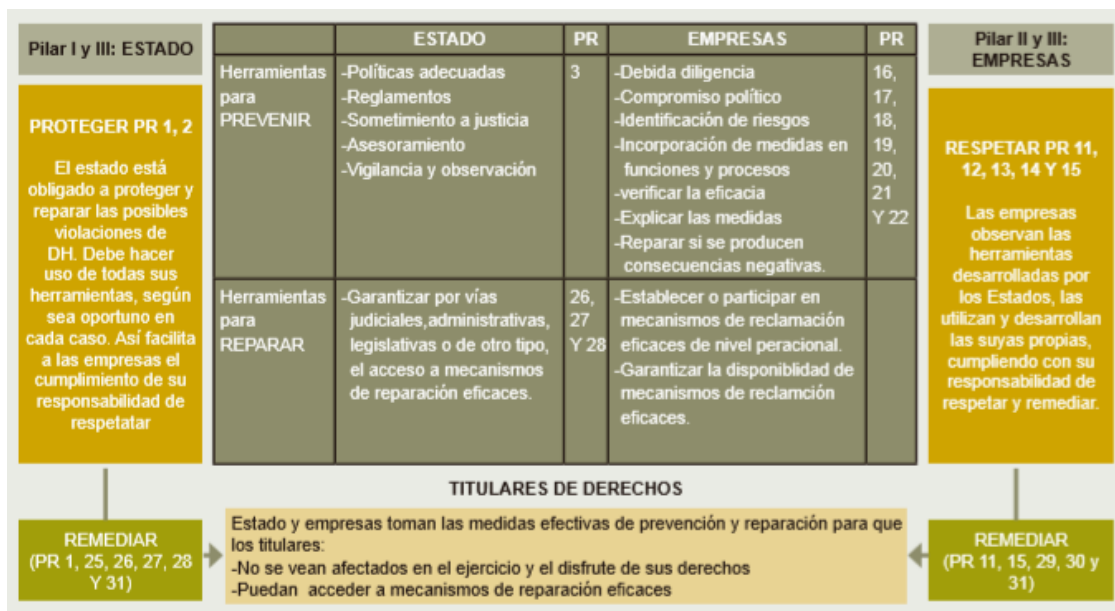 Pilar I y III: ESTADO
PROTEGER PR 1, 2
El estado está
obligado a proteger y
reparar las posibles
violaciones de
DH. Debe hacer
uso de todas sus
herramientas, según
sea oportuno en
cada caso. Así facilita
a las empresas el
cumplimiento de su
responsabilidad de
respetatar
REMEDIAR
(PR 1, 25, 26, 27, 28
Y 31)
ESTADO
PR
EMPRESAS
PR
Herramientas
para
PREVENIR
-Políticas adecuadas
-Reglamentos
-Sometimiento a justicia
-Asesoramiento
-Vigilancia y observación
3
-Debida diligencia
-Compromiso político
-Identificación de riesgos
-Incorporación de medidas en
funciones y procesos
-verificar la eficacia
-Explicar las medidas
-Reparar si se producen
consecuencias negativas.
16,
17,
18,
19,
20,
21
Y 22
Herramientas
para
REPARAR
-Garantizar por vías
judiciales,administrativas,
legislativas o de otro tipo,
el acceso a mecanismos
de reparación eficaces.
26,
27
Y 28
-Establecer o participar en
mecanismos de reclamación
eficaces de nivel peracional.
-Garantizar la disponiblidad de
mecanismos de reclamción
eficaces.
Pilar II y III:
EMPRESAS
RESPETAR PR 11,
12, 13, 14 Y 15
Las empresas
observan las
herramientas
desarrolladas por
los Estados, las
utilizan y desarrollan
las suyas propias,
cumpliendo con su
responsabilidad de
respetar y remediar.
REMEDIAR
(PR 11, 15, 29, 30 y
31)
TITULARES DE DERECHOS
Estado y empresas toman las medidas efectivas de prevención y reparación para que
los titulares:
-No se vean afectados en el ejercicio y el disfrute de sus derechos
-Puedan acceder a mecanismos de reparación eficaces